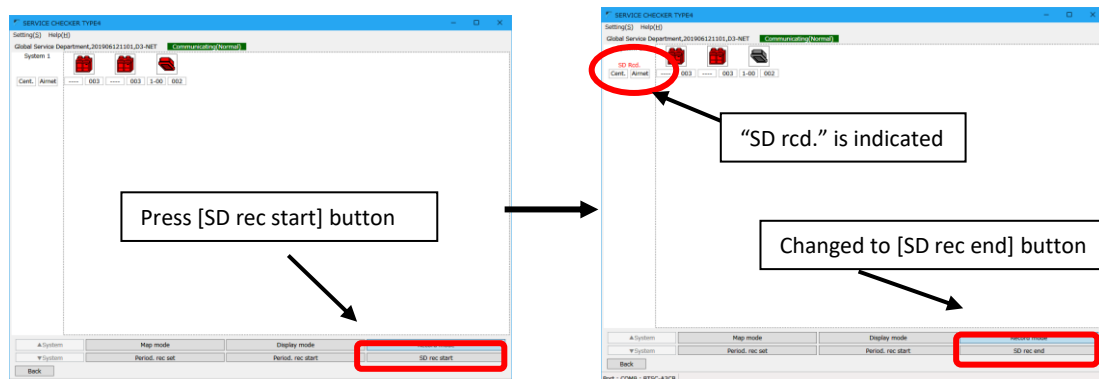 SERVICE CHECKER TYPE4
Setting(S) Help(H)
Global Service Department,201906121101,D3-NET Communicating(Normal)
System 1
Cent. Airnet ---- 003 ---- 003 1-00 002
Press [SD rec start] button
▲System Map mode Display mode Record mode
▼System Period. rec set Period. rec start SD rec start
Back
SERVICE CHECKER TYPE4
Setting(S) Help(H)
Global Service Department,201906121101,D3-NET Communicating(Normal)
SD Rcd.
Cent. Airnet ---- 003 ---- 003 1-00 002
“SD rcd.” is indicated
Changed to [SD rec end] button
▲System Map mode Display mode Record mode
▼System Period. rec set Period. rec start SD rec end
Back